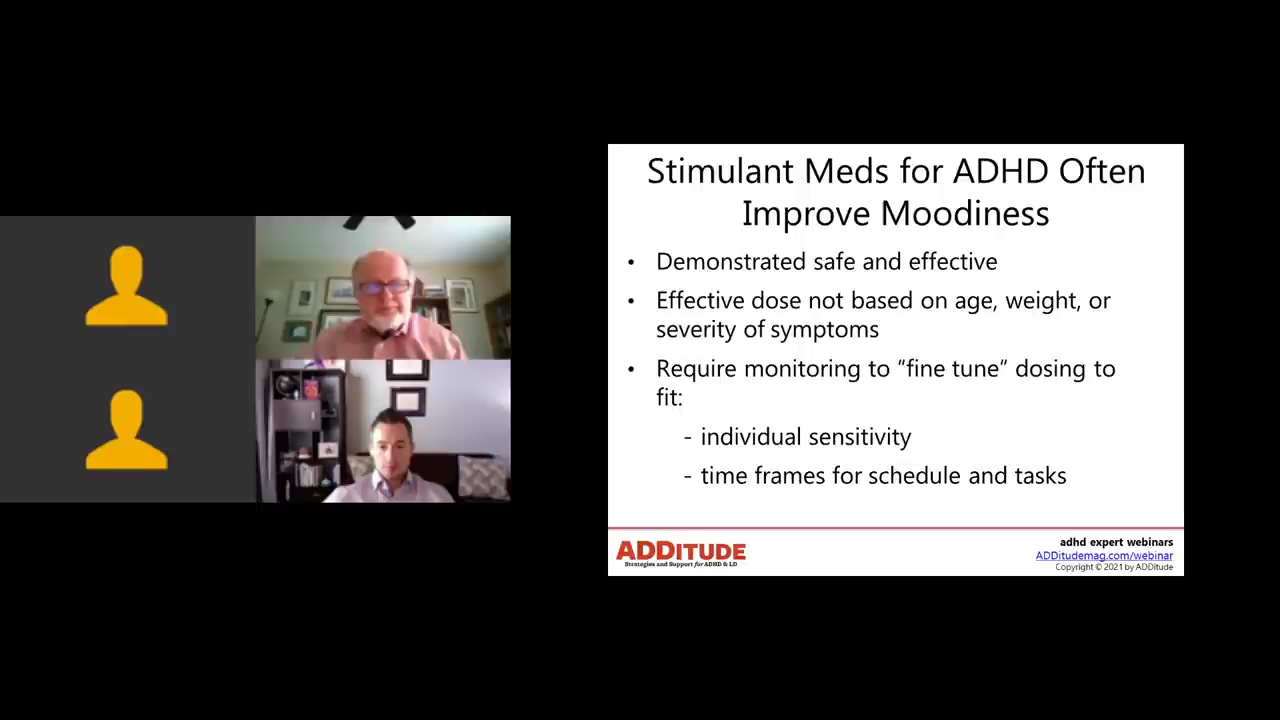 Stimulant Meds for ADHD Often
Improve Moodiness
• Demonstrated safe and effective
• Effective dose not based on age, weight, or
severity of symptoms
• Require monitoring to “fine tune” dosing to
fit:
- individual sensitivity
- time frames for schedule and tasks
ADDITUDE
Strategies and Support for ADHD & LD
adhd expert webinars
ADDitudemag.com/webinar
Copyright © 2021 by ADDitude